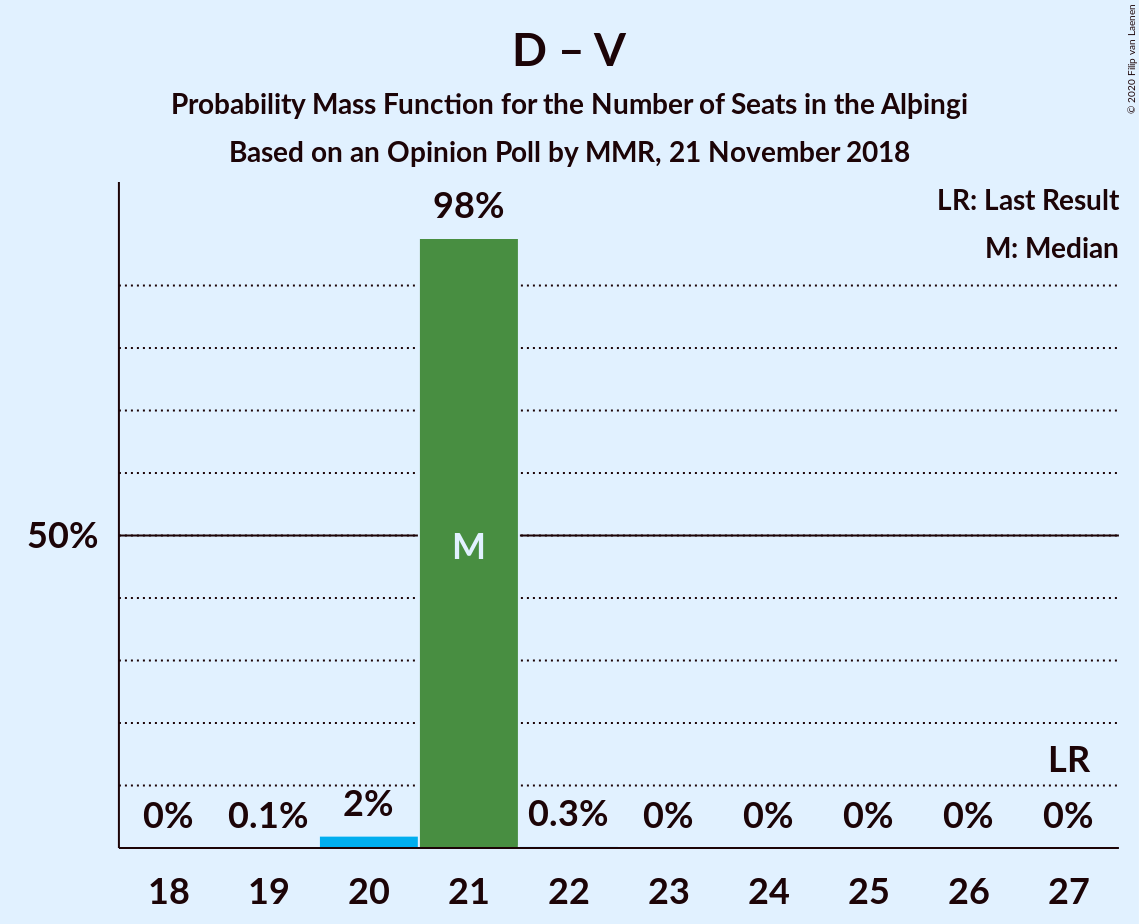 D – V
Probability Mass Function for the Number of Seats in the Alþingi
Based on an Opinion Poll by MMR, 21 November 2018
© 2020 Filip van Laenen
LR: Last Result
M: Median
98%
50%
M
LR
0% 0.1% 2% 0.3% 0% 0% 0% 0% 0%
18 19 20 21 22 23 24 25 26 27